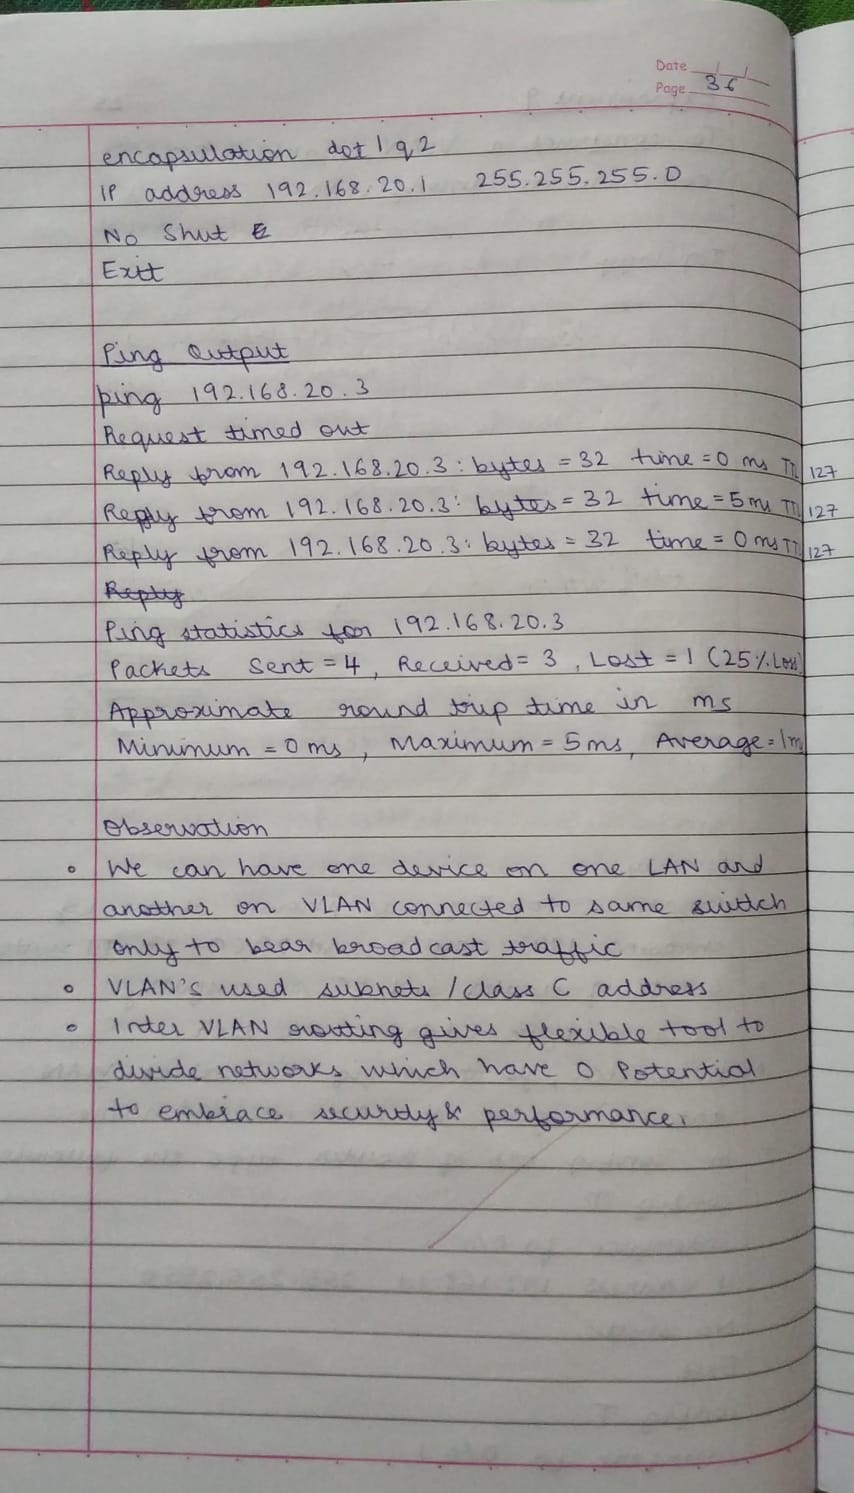 Date / /
Page 36
encapsulation dot1q2
IP address 192.168.20.1 255.255.255.0
No Shut
Exit
Ping Output
ping 192.168.20.3
Request timed out
Reply from 192.168.20.3: bytes = 32 time = 0 ms TTL 127
Reply from 192.168.20.3: bytes = 32 time = 5ms TTL 127
Reply from 192.168.20.3: bytes = 32 time = 0 ms TTL 127
Reply
Ping statistics for 192.168.20.3
Packets Sent = 4, Received = 3, Lost = 1 (25% Loss)
Approximate round trip time in ms
Minimum = 0 ms, Maximum = 5ms, Average = 1m
Observation
• We can have one device on one LAN and
another on VLAN connected to same switch
only to bear broadcast traffic
• VLAN's used subnets / class C address
• Inter VLAN routing gives flexible tool to
divide networks which have 0 Potential
to embrace security & performance.